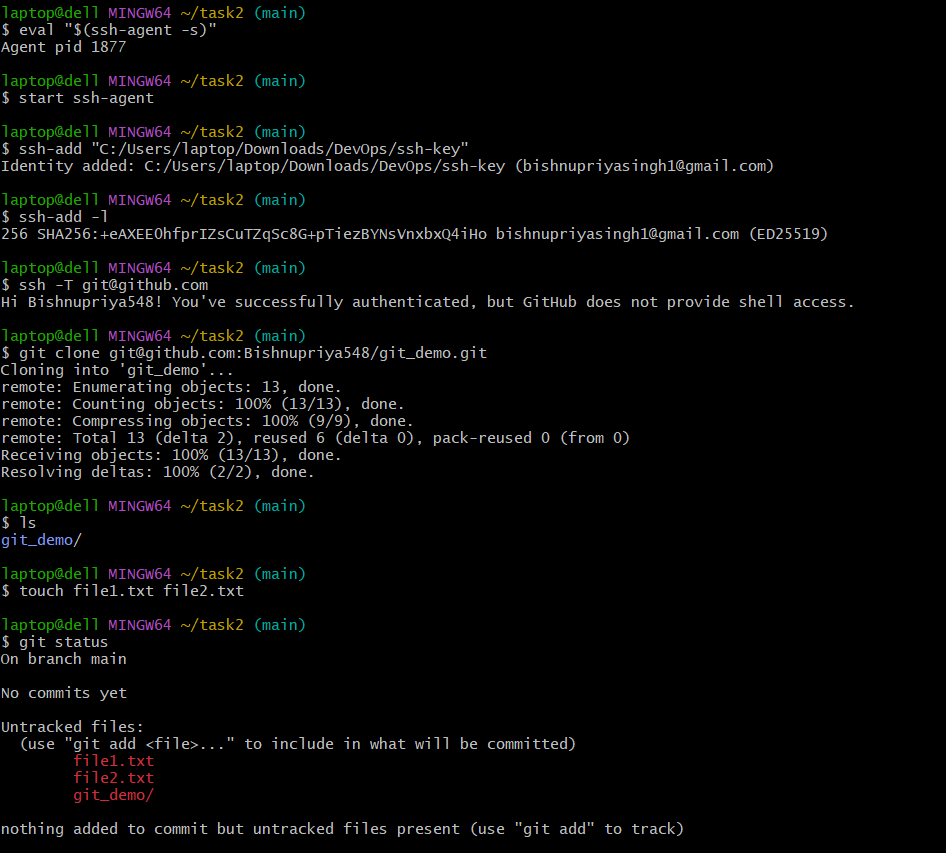 laptop@dell MINGW64 ~/task2 (main)
$ eval "$(ssh-agent -s)"
Agent pid 1877

laptop@dell MINGW64 ~/task2 (main)
$ start ssh-agent

laptop@dell MINGW64 ~/task2 (main)
$ ssh-add "C:/Users/laptop/Downloads/DevOps/ssh-key"
Identity added: C:/Users/laptop/Downloads/DevOps/ssh-key (bishnupriyasingh1@gmail.com)

laptop@dell MINGW64 ~/task2 (main)
$ ssh-add -l
256 SHA256:+eAXEE0hfprIZsCuTZqSc8G+pTiezBYNsVnxbxQ4iHo bishnupriyasingh1@gmail.com (ED25519)

laptop@dell MINGW64 ~/task2 (main)
$ ssh -T git@github.com
Hi Bishnupriya548! You've successfully authenticated, but GitHub does not provide shell access.

laptop@dell MINGW64 ~/task2 (main)
$ git clone git@github.com:Bishnupriya548/git_demo.git
Cloning into 'git_demo'...
remote: Enumerating objects: 13, done.
remote: Counting objects: 100% (13/13), done.
remote: Compressing objects: 100% (9/9), done.
remote: Total 13 (delta 2), reused 6 (delta 0), pack-reused 0 (from 0)
Receiving objects: 100% (13/13), done.
Resolving deltas: 100% (2/2), done.

laptop@dell MINGW64 ~/task2 (main)
$ ls
git_demo/

laptop@dell MINGW64 ~/task2 (main)
$ touch file1.txt file2.txt

laptop@dell MINGW64 ~/task2 (main)
$ git status
On branch main

No commits yet

Untracked files:
  (use "git add <file>..." to include in what will be committed)
        file1.txt
        file2.txt
        git_demo/

nothing added to commit but untracked files present (use "git add" to track)